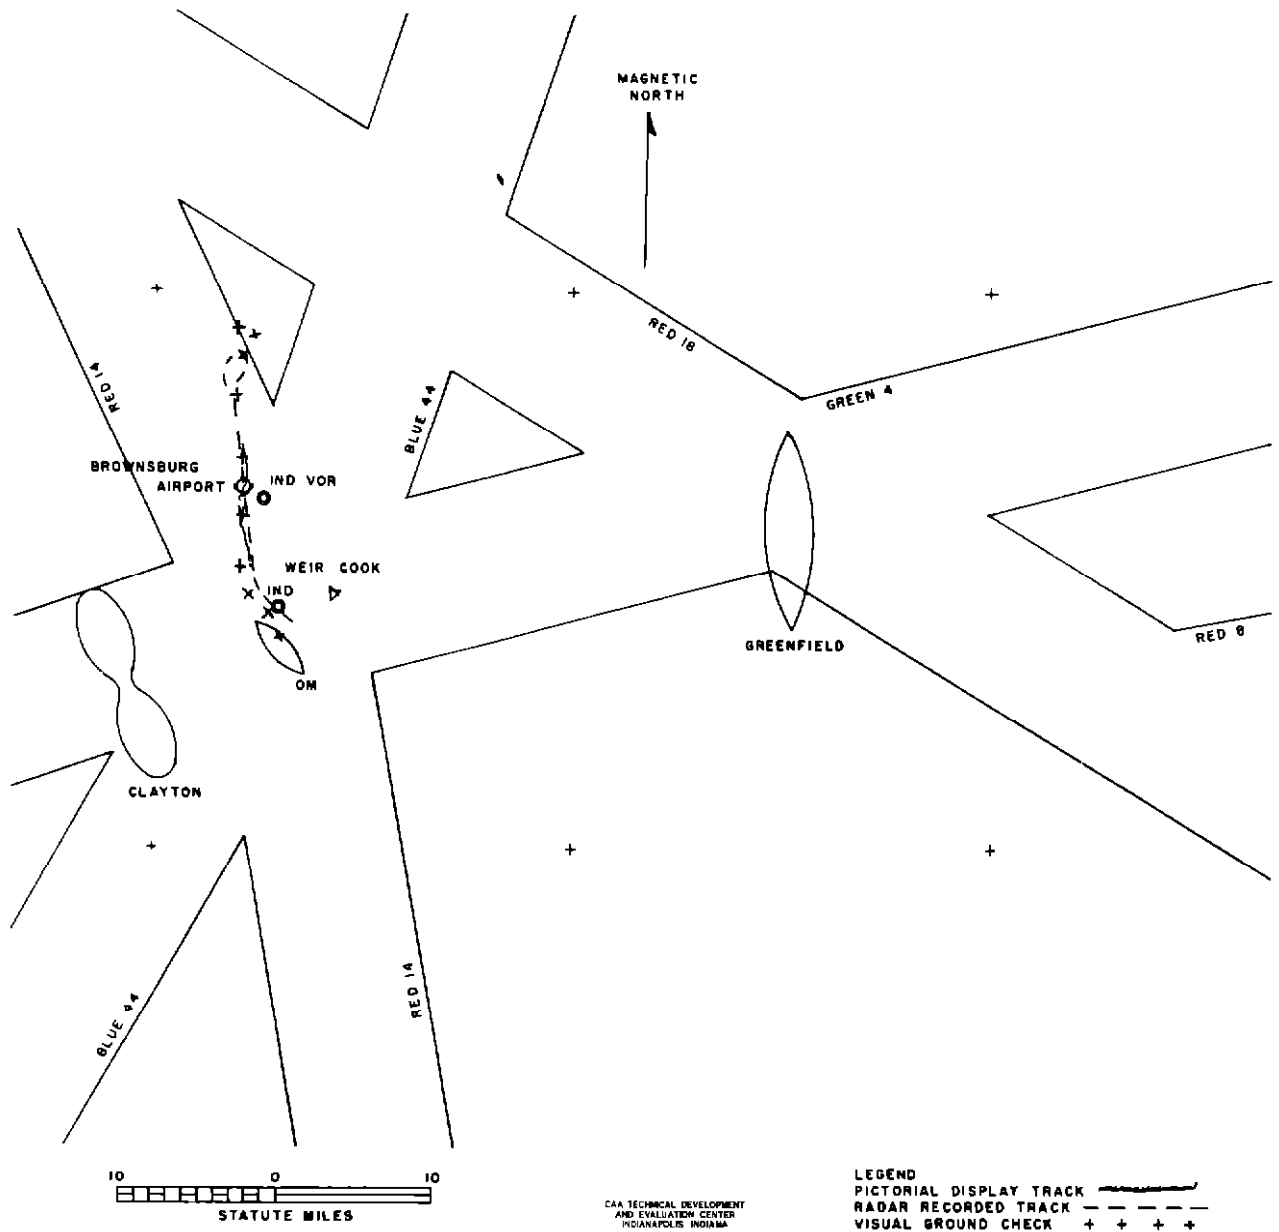 MAGNETIC
NORTH
RED 18
GREEN 4
RED 14
BLUE 44
BROWNSBURG
AIRPORT
IND VOR
WEIR COOK
IND
OM
GREENFIELD
RED 8
CLAYTON
BLUE 44
RED 14
10 0 10
STATUTE MILES
CAA TECHNICAL DEVELOPMENT
AND EVALUATION CENTER
INDIANAPOLIS INDIANA
LEGEND
PICTORIAL DISPLAY TRACK
RADAR RECORDED TRACK
VISUAL GROUND CHECK